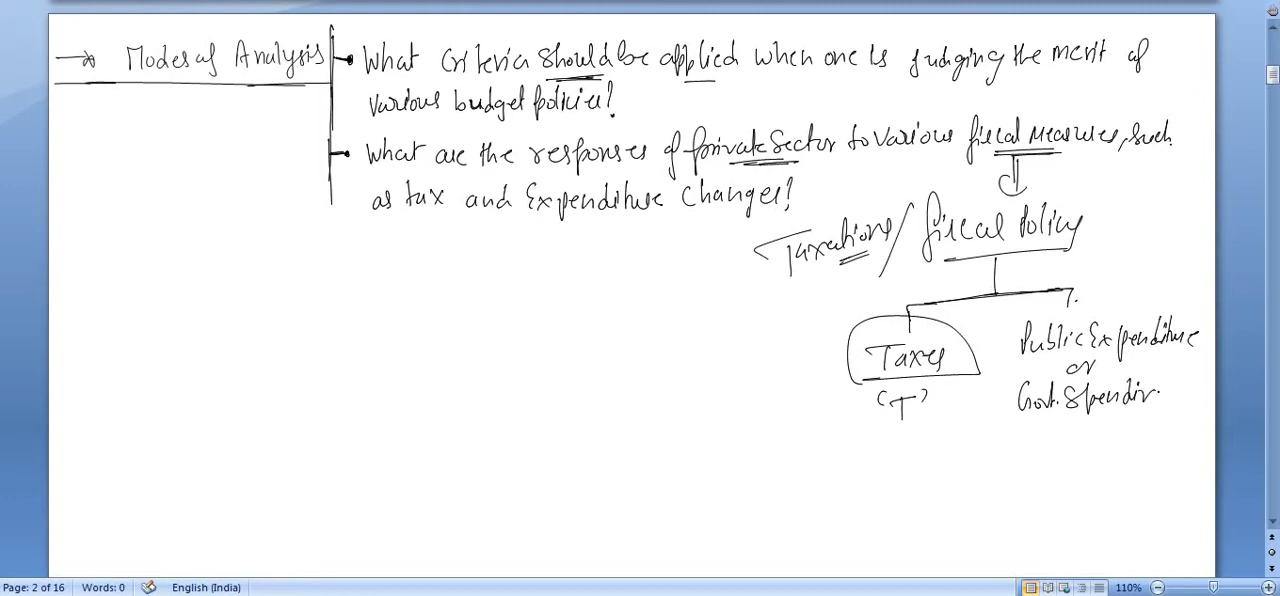 → Modes of Analysis
• What Criteria should be applied when one is judging the merit of
various budget policies?
• What are the responses of private Sector to various fiscal measures, such
as tax and Expenditure Changes?
Taxations / fiscal Policy
Taxes
(T)
Public Expenditure
or
Govt. Spendin.
Page: 2 of 16 Words: 0 English (India) 110%